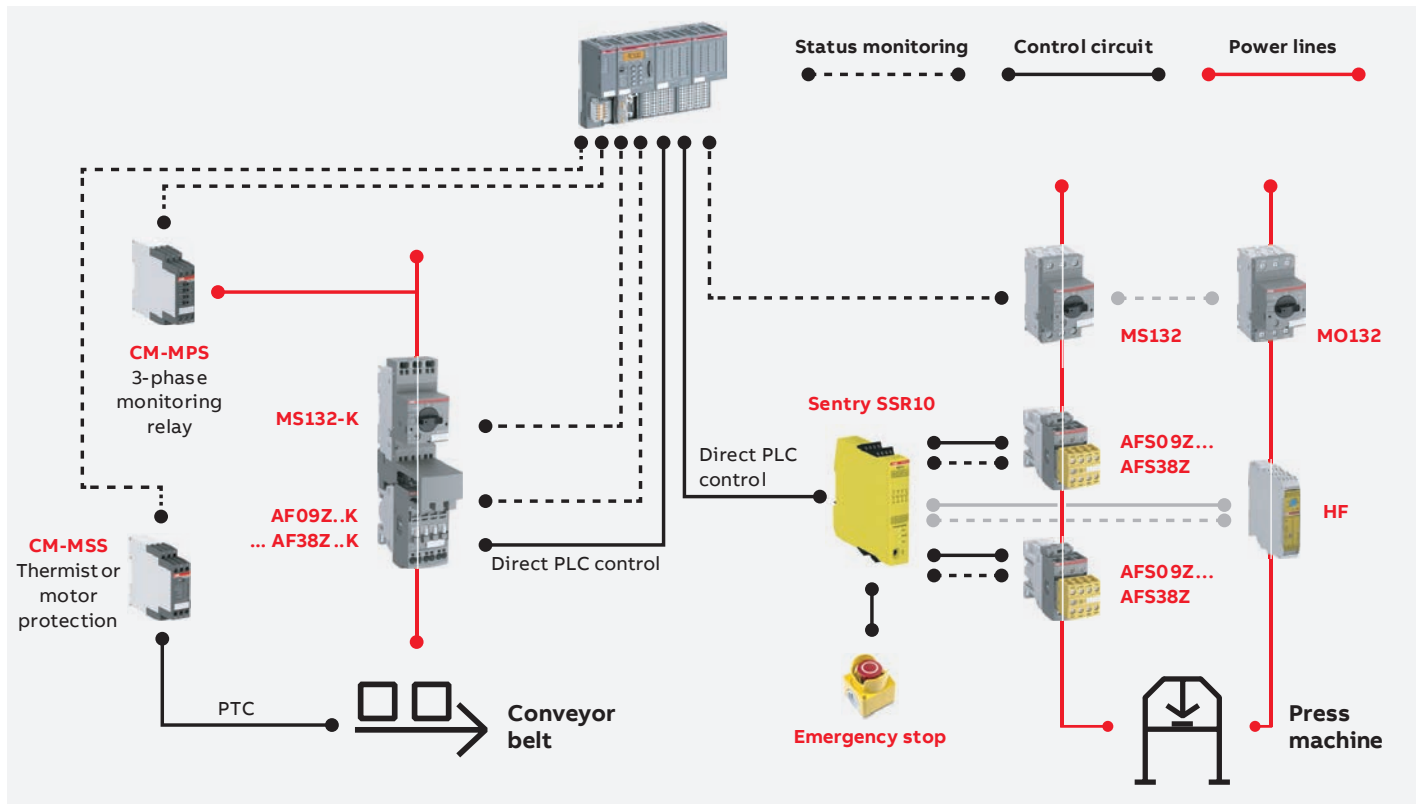 Status monitoring
Control circuit
Power lines
CM-MPS
3-phase
monitoring
relay
MS132-K
AF09Z..K
... AF38Z..K
Direct PLC control
CM-MSS
Thermistor
motor
protection
PTC
Conveyor
belt
MS132
MO132
Sentry SSR10
Direct PLC
control
AFS09Z...
AFS38Z
HF
AFS09Z...
AFS38Z
Emergency stop
Press
machine